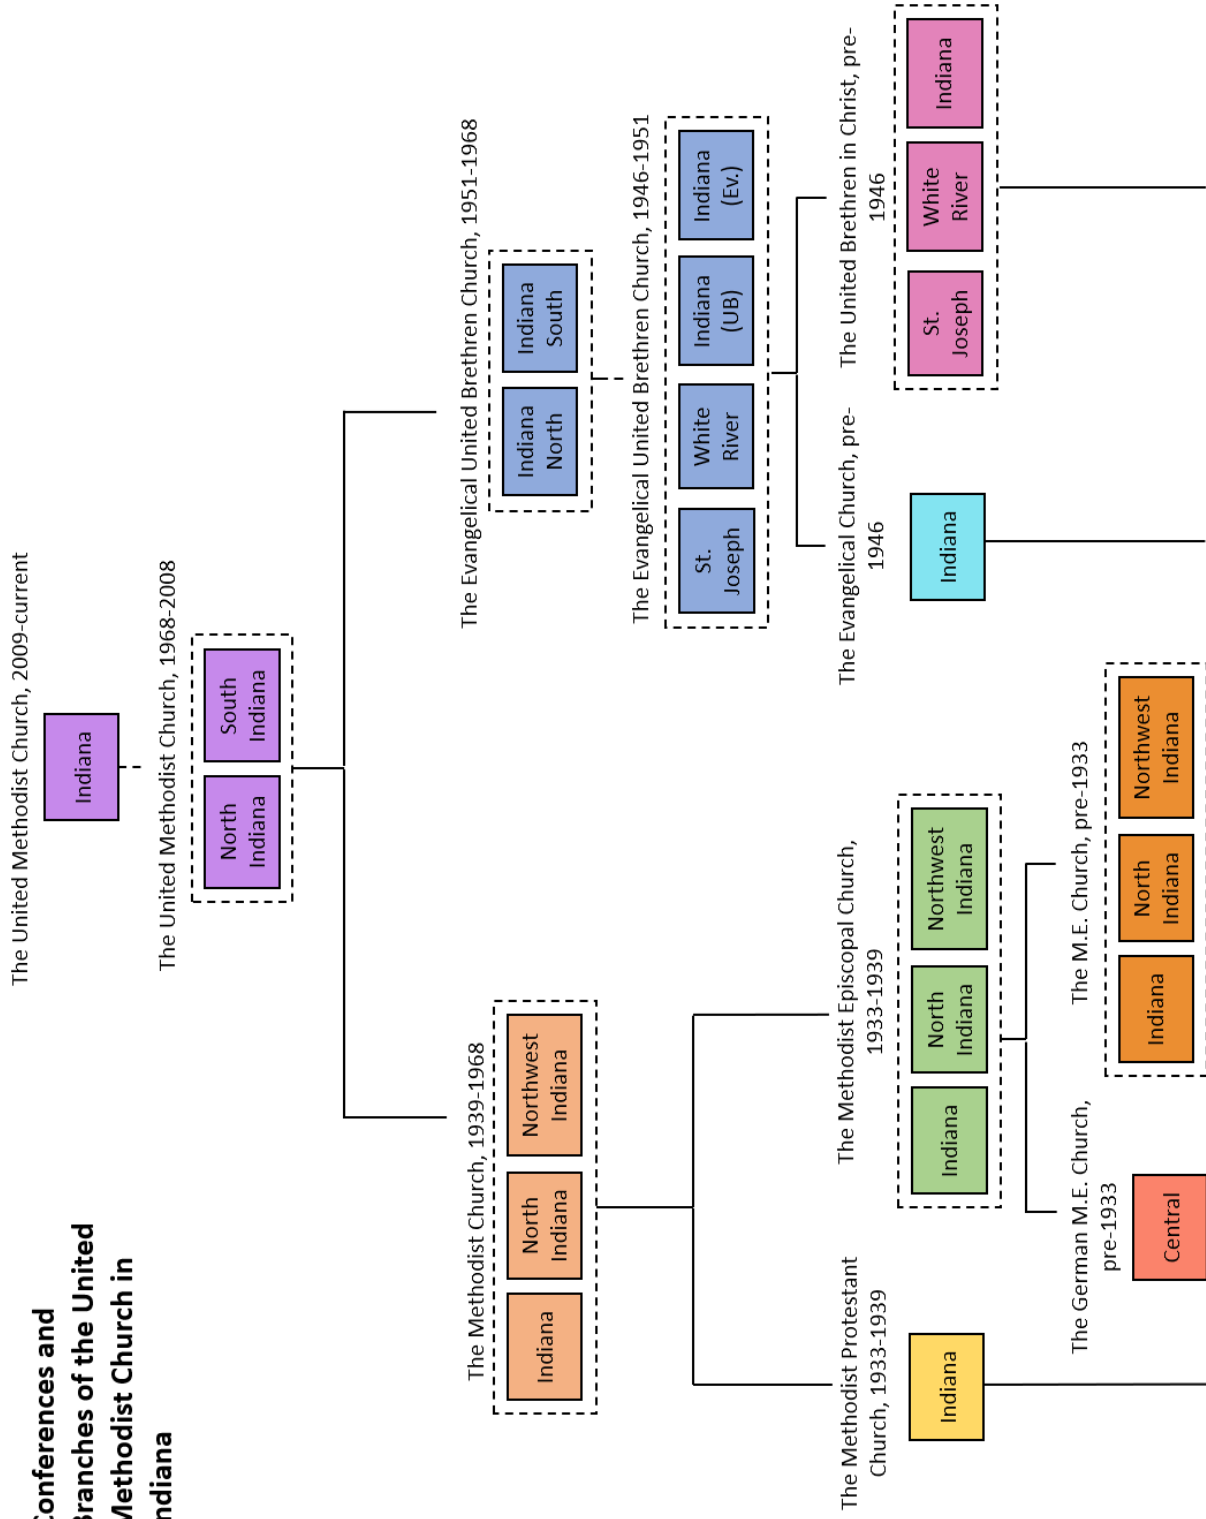 onferences and
ranches of the United
Methodist Church in
ndiana
The United Methodist Church, 2009-current
Indiana
The United Methodist Church, 1968-2008
North
Indiana
South
Indiana
The Methodist Church, 1939-1968
Indiana
North
Indiana
Northwest
Indiana
The Evangelical United Brethren Church, 1951-1968
Indiana
North
Indiana
South
The Evangelical United Brethren Church, 1946-1951
St.
Joseph
White
River
Indiana
(UB)
Indiana
(Ev.)
The Methodist Protestant
Church, 1933-1939
Indiana
The Methodist Episcopal Church,
1933-1939
Indiana
North
Indiana
Northwest
Indiana
The Evangelical Church, pre-
1946
Indiana
The United Brethren in Christ, pre-
1946
St.
Joseph
White
River
Indiana
The German M.E. Church,
pre-1933
Central
The M.E. Church, pre-1933
Indiana
North
Indiana
Northwest
Indiana